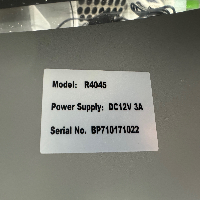 Model: R4045
Power Supply: DC12V 3A
Serial No. BP710171022